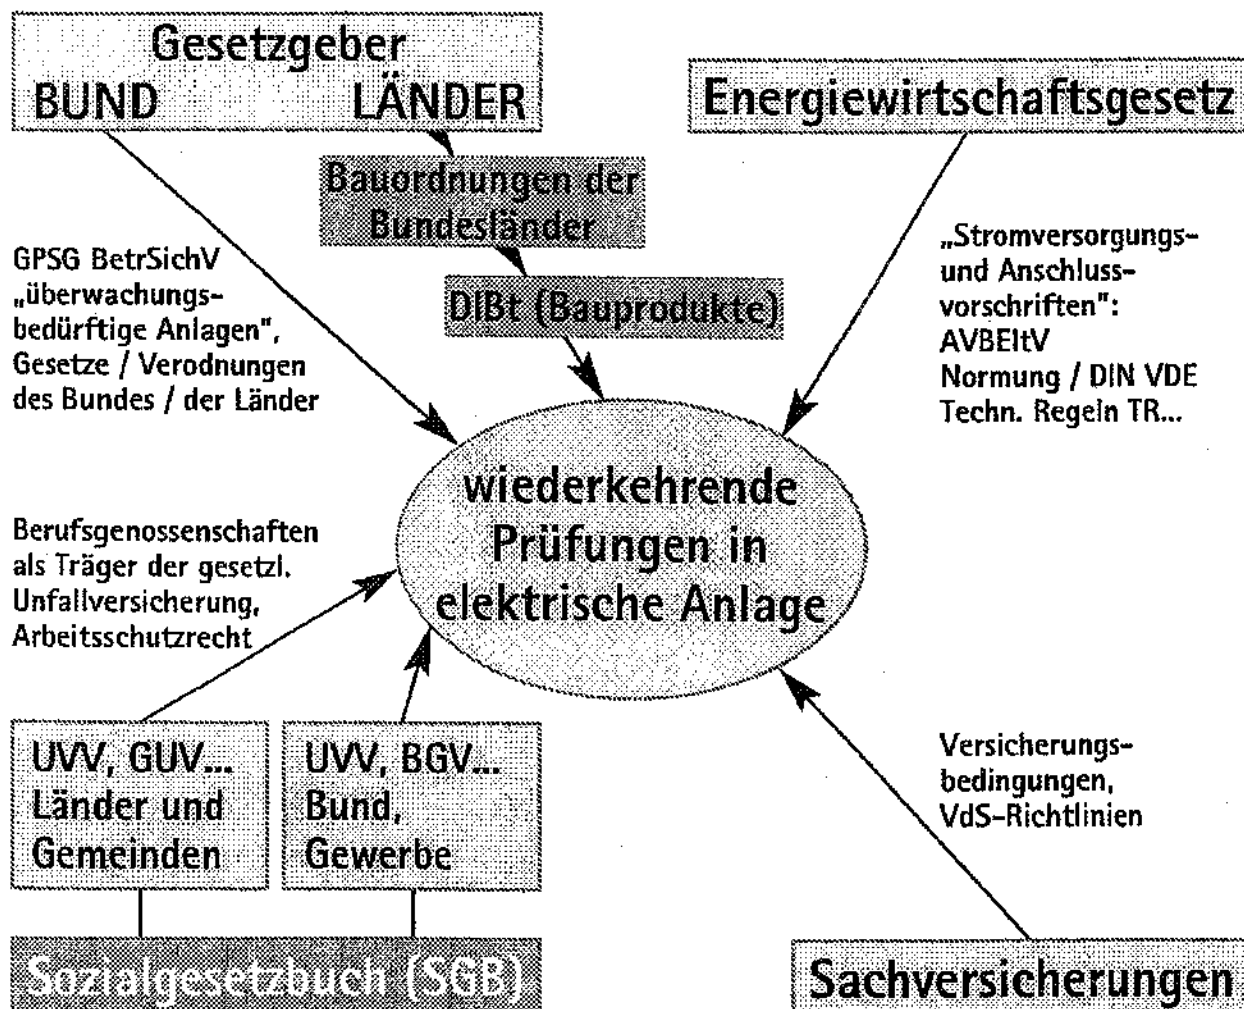 Gesetzgeber
BUND LÄNDER
Energiewirtschaftsgesetz
Bauordnungen der
Bundesländer
DIBt (Bauprodukte)
GPSG BetrSichV
„überwachungs-
bedürftige Anlagen",
Gesetze / Verodnungen
des Bundes / der Länder
„Stromversorgungs-
und Anschluss-
vorschriften":
AVBEltV
Normung / DIN VDE
Techn. Regeln TR...
wiederkehrende
Prüfungen in
elektrische Anlage
Berufsgenossenschaften
als Träger der gesetzl.
Unfallversicherung,
Arbeitsschutzrecht
UVV, GUV...
Länder und
Gemeinden
UVV, BGV...
Bund,
Gewerbe
Versicherungs-
bedingungen,
VdS-Richtlinien
Sozialgesetzbuch (SGB)
Sachversicherungen